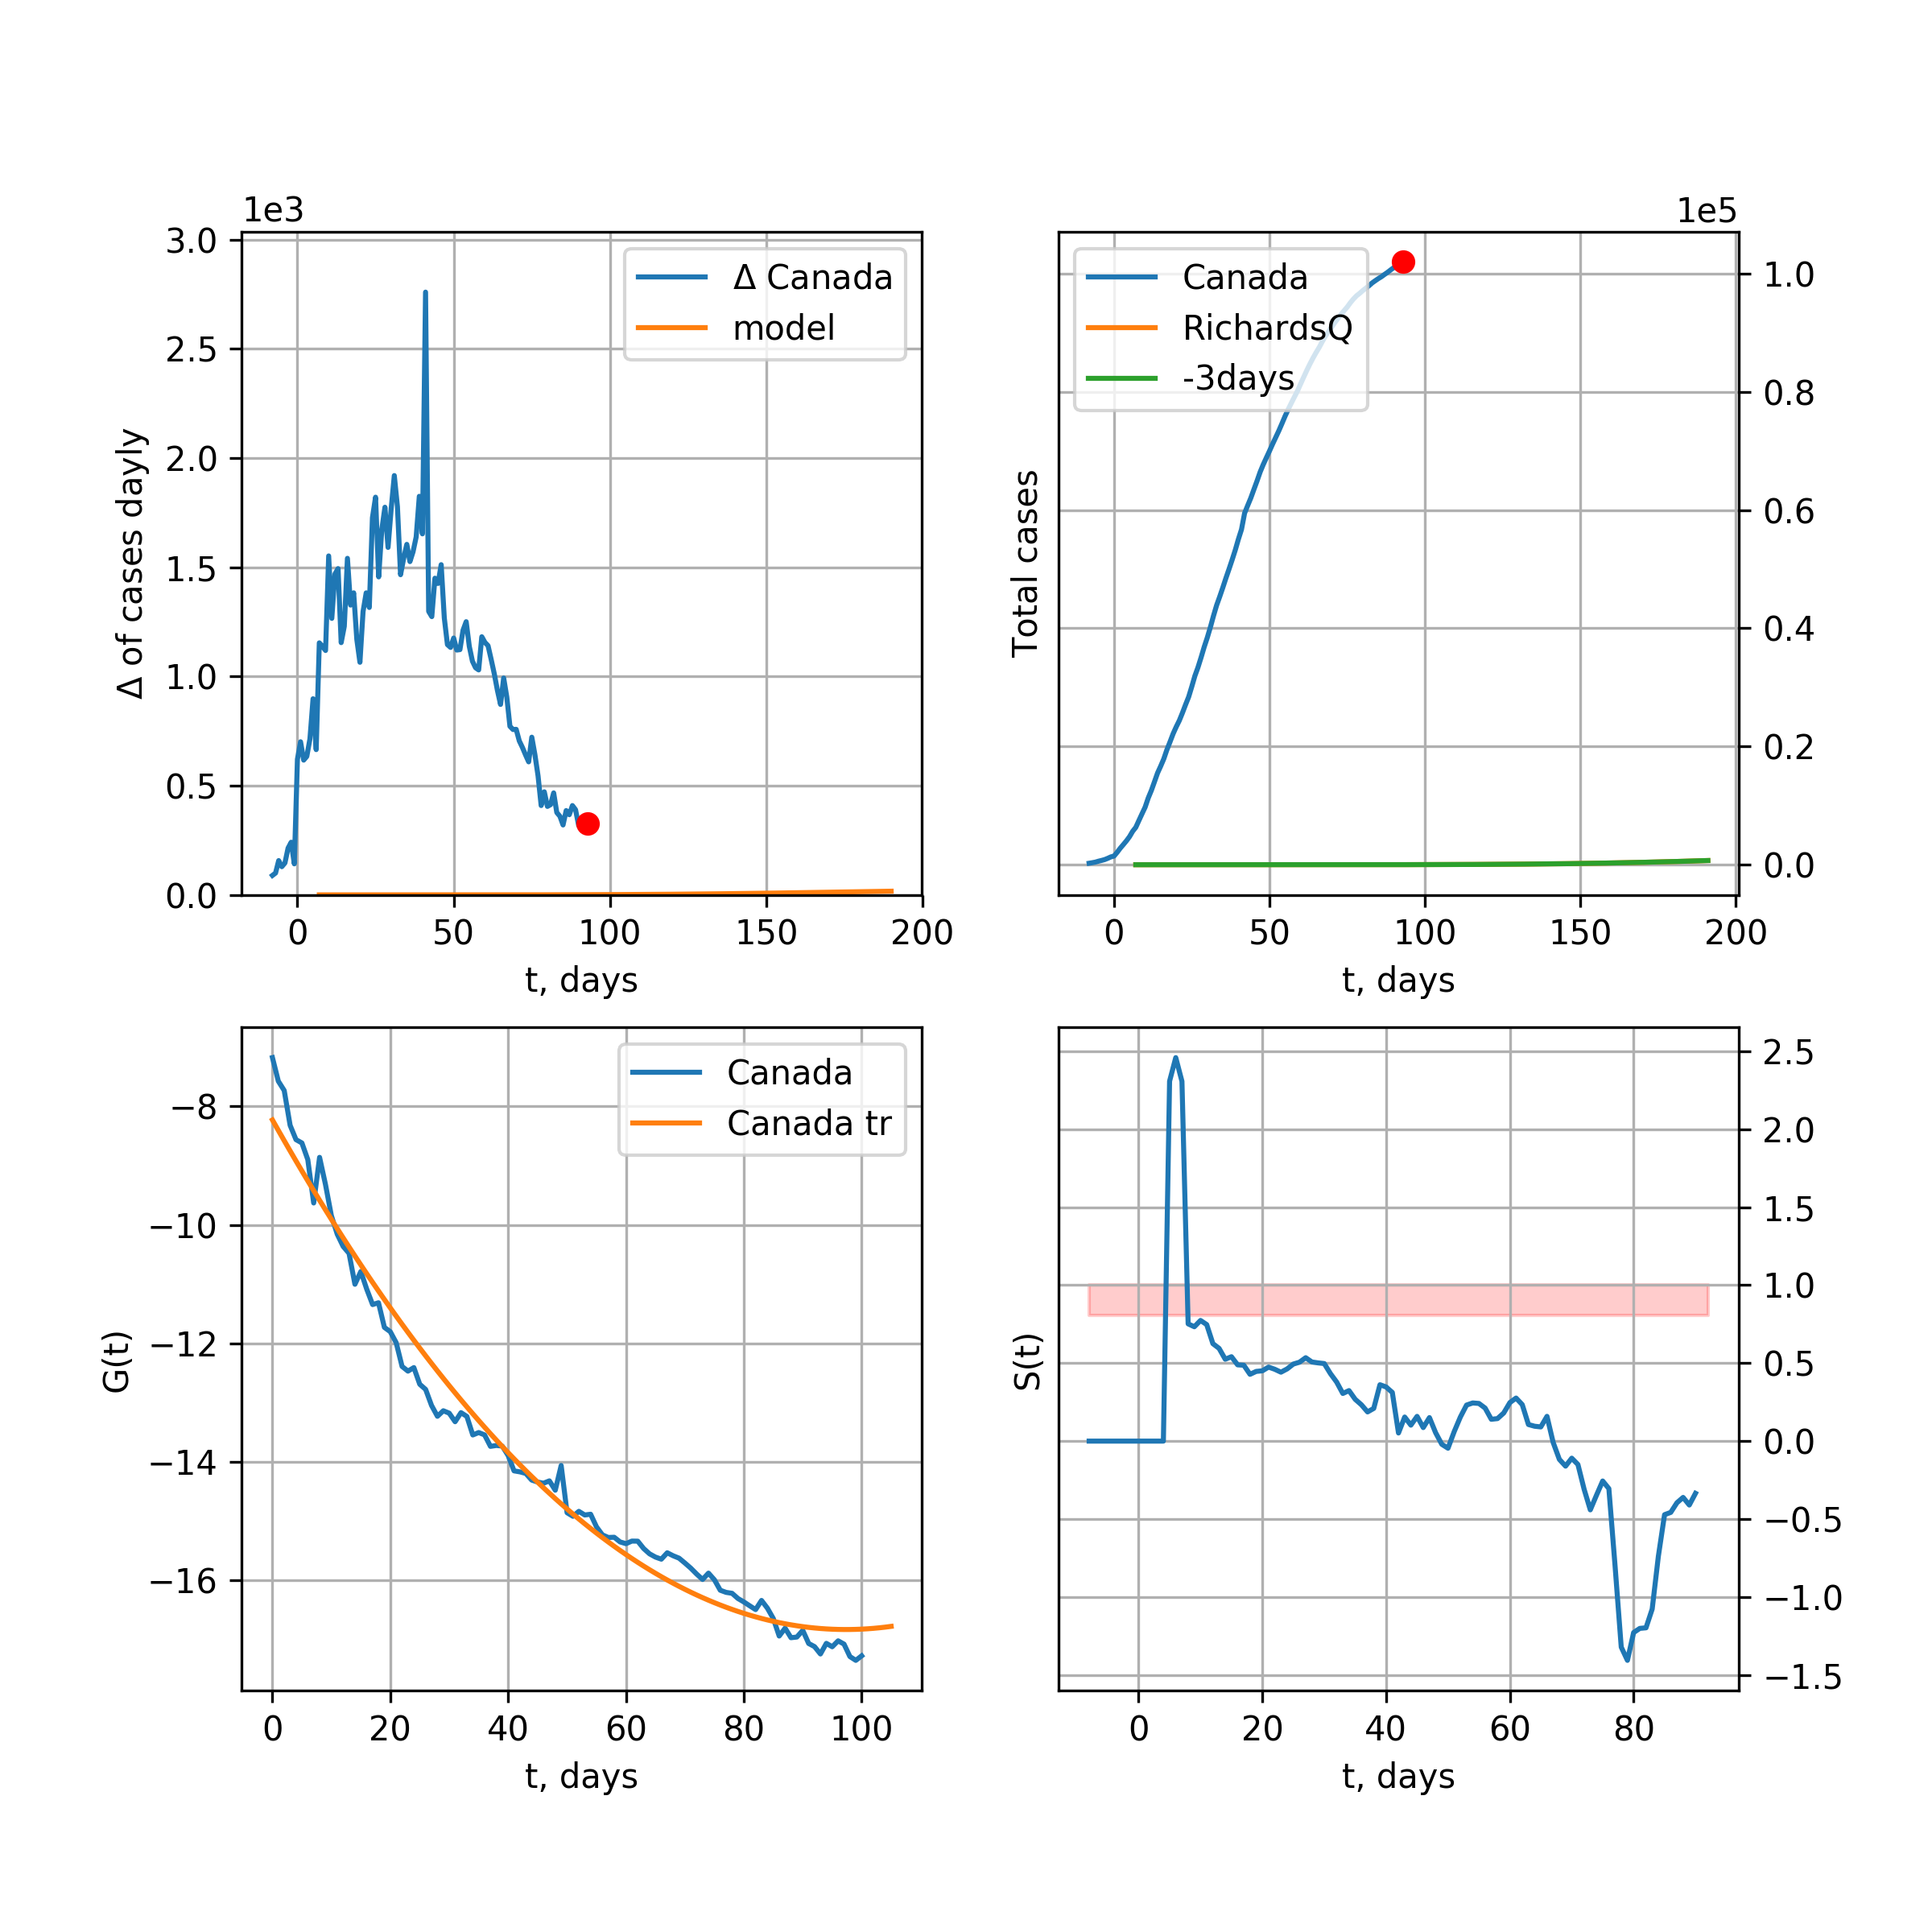 1e3
3.0
2.5
2.0
1.5
1.0
0.5
0.0
Δ of cases dayly
Δ Canada
model
0 50 100 150 200
t, days
1e5
Total cases
Canada
RichardsQ
-3days
1.0
0.8
0.6
0.4
0.2
0.0
0 50 100 150 200
t, days
G(t)
−8
−10
−12
−14
−16
Canada
Canada tr
0 20 40 60 80 100
t, days
S(t)
2.5
2.0
1.5
1.0
0.5
0.0
−0.5
−1.0
−1.5
0 20 40 60 80
t, days